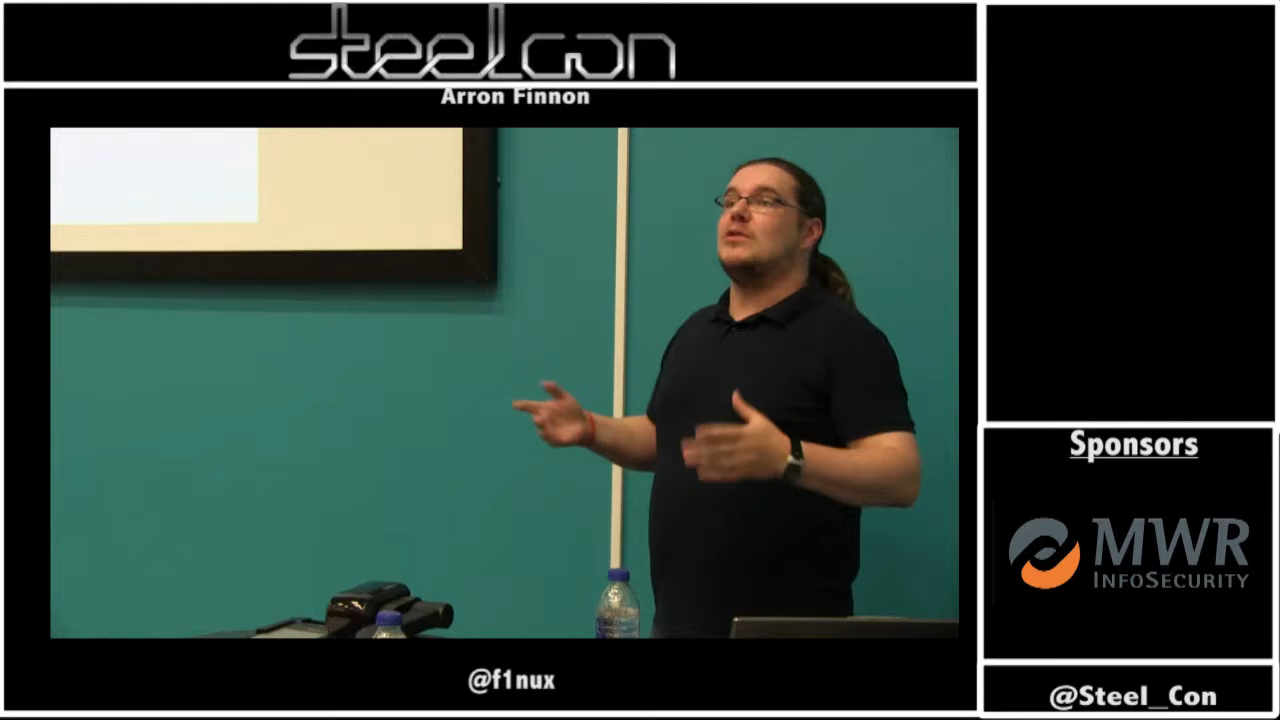 steelcon
Arron Finnon
@f1nux
Sponsors
MWR
INFOSECURITY
@Steel_Con